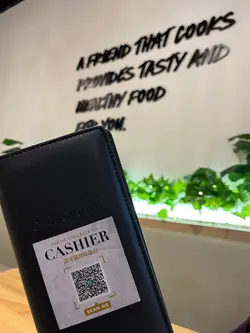 A FRIEND THAT COOKS
PROVIDES TASTY AND
HEALTHY FOOD
FOR YOU.
CASHIER
SCAN ME